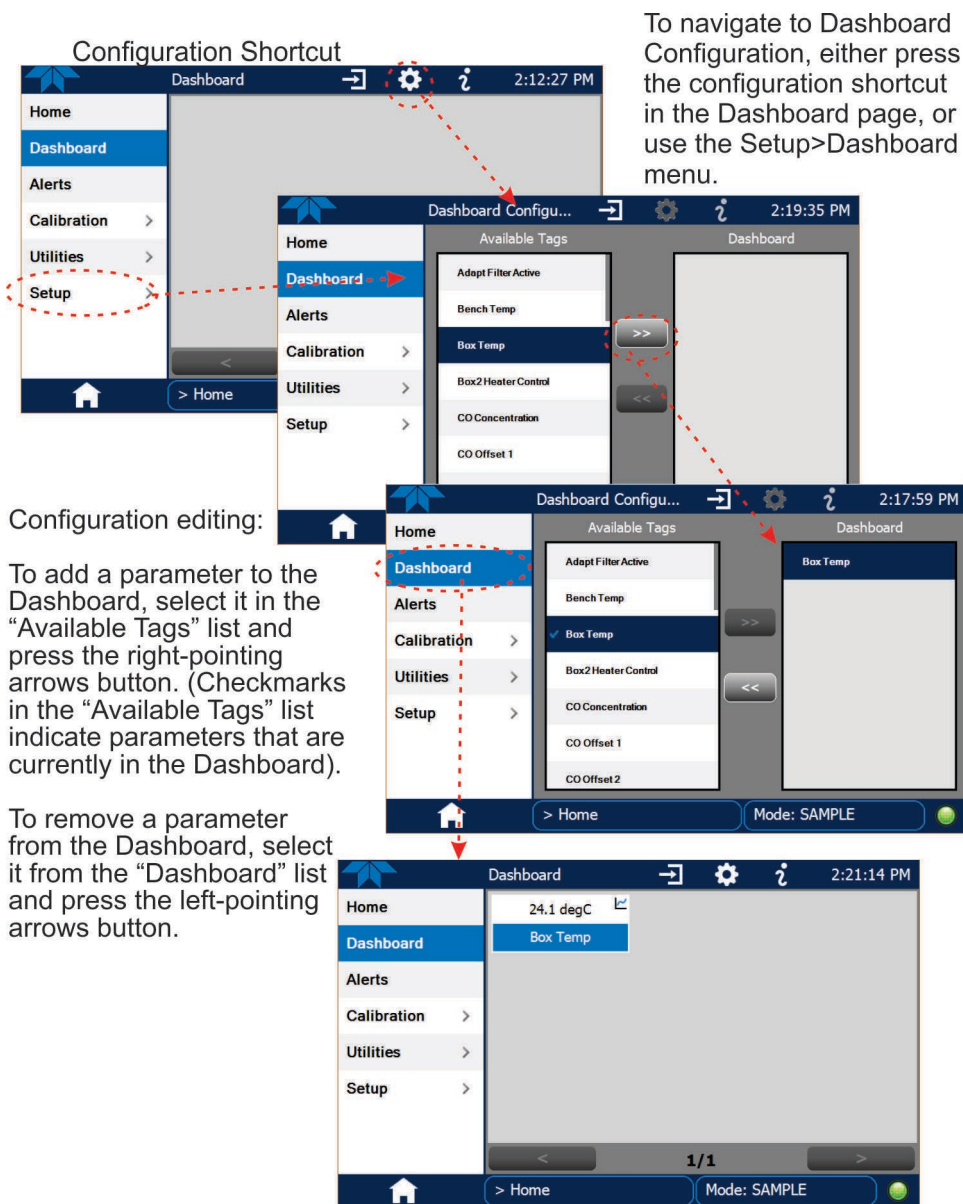 Configuration Shortcut
To navigate to Dashboard
Configuration, either press
the configuration shortcut
in the Dashboard page, or
use the Setup>Dashboard
menu.
Dashboard
2:12:27 PM
Home
Dashboard
Alerts
Calibration >
Utilities >
Setup >
<
> Home
Dashboard Configu...
2:19:35 PM
Home
Dashboard
Alerts
Calibration >
Utilities >
Setup >
Available Tags
Adapt Filter Active
Bench Temp
Box Temp
Box2 Heater Control
CO Concentration
CO Offset 1
>>
<<
Dashboard
Configuration editing:
To add a parameter to the
Dashboard, select it in the
“Available Tags” list and
press the right-pointing
arrows button. (Checkmarks
in the “Available Tags” list
indicate parameters that are
currently in the Dashboard).
To remove a parameter
from the Dashboard, select
it from the “Dashboard” list
and press the left-pointing
arrows button.
Dashboard Configu...
2:17:59 PM
Home
Dashboard
Alerts
Calibration >
Utilities >
Setup >
Available Tags
Adapt Filter Active
Bench Temp
Box Temp
Box2 Heater Control
CO Concentration
CO Offset 1
CO Offset 2
>>
<<
Dashboard
Box Temp
> Home
Mode: SAMPLE
Dashboard
2:21:14 PM
Home
Dashboard
Alerts
Calibration >
Utilities >
Setup >
24.1 degC
Box Temp
< 1/1 >
> Home
Mode: SAMPLE